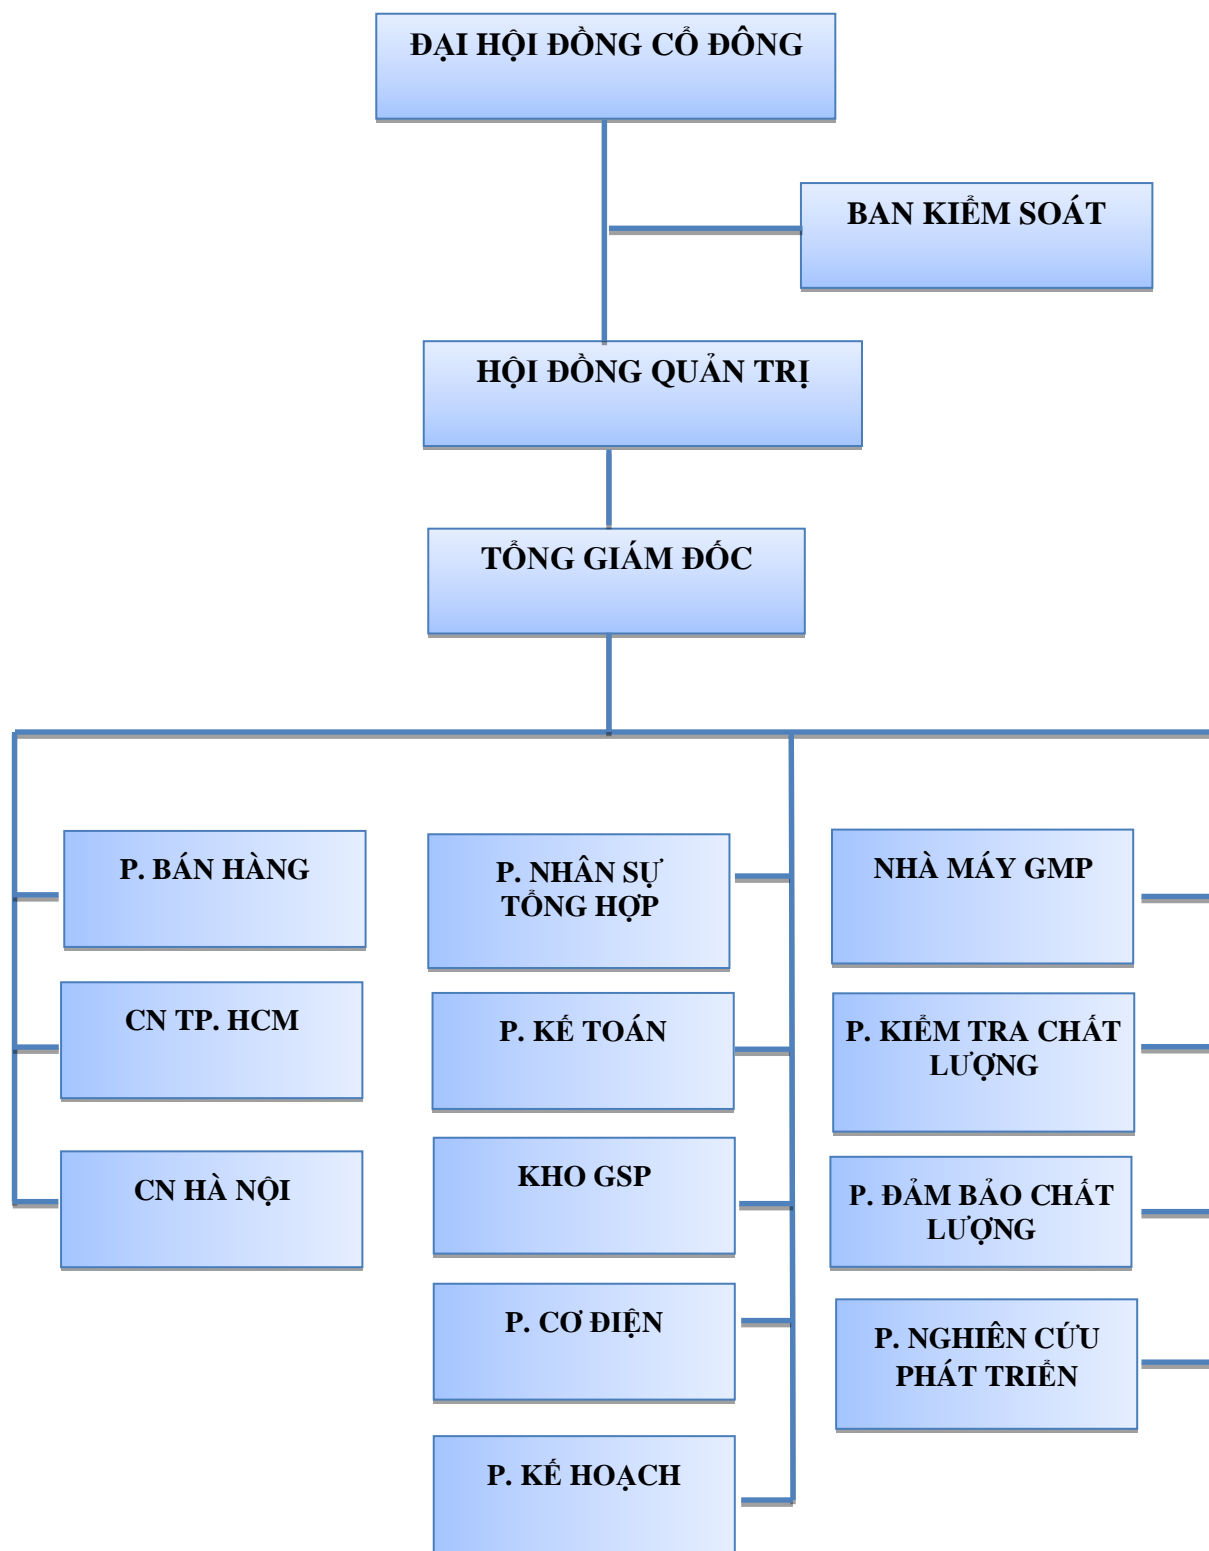 ĐẠI HỘI ĐỒNG CỔ ĐÔNG
BAN KIỂM SOÁT
HỘI ĐỒNG QUẢN TRỊ
TỔNG GIÁM ĐỐC
P. BÁN HÀNG
CN TP. HCM
CN HÀ NỘI
P. NHÂN SỰ
TỔNG HỢP
P. KẾ TOÁN
KHO GSP
P. CƠ ĐIỆN
P. KẾ HOẠCH
NHÀ MÁY GMP
P. KIỂM TRA CHẤT
LƯỢNG
P. ĐẢM BẢO CHẤT
LƯỢNG
P. NGHIÊN CỨU
PHÁT TRIỂN